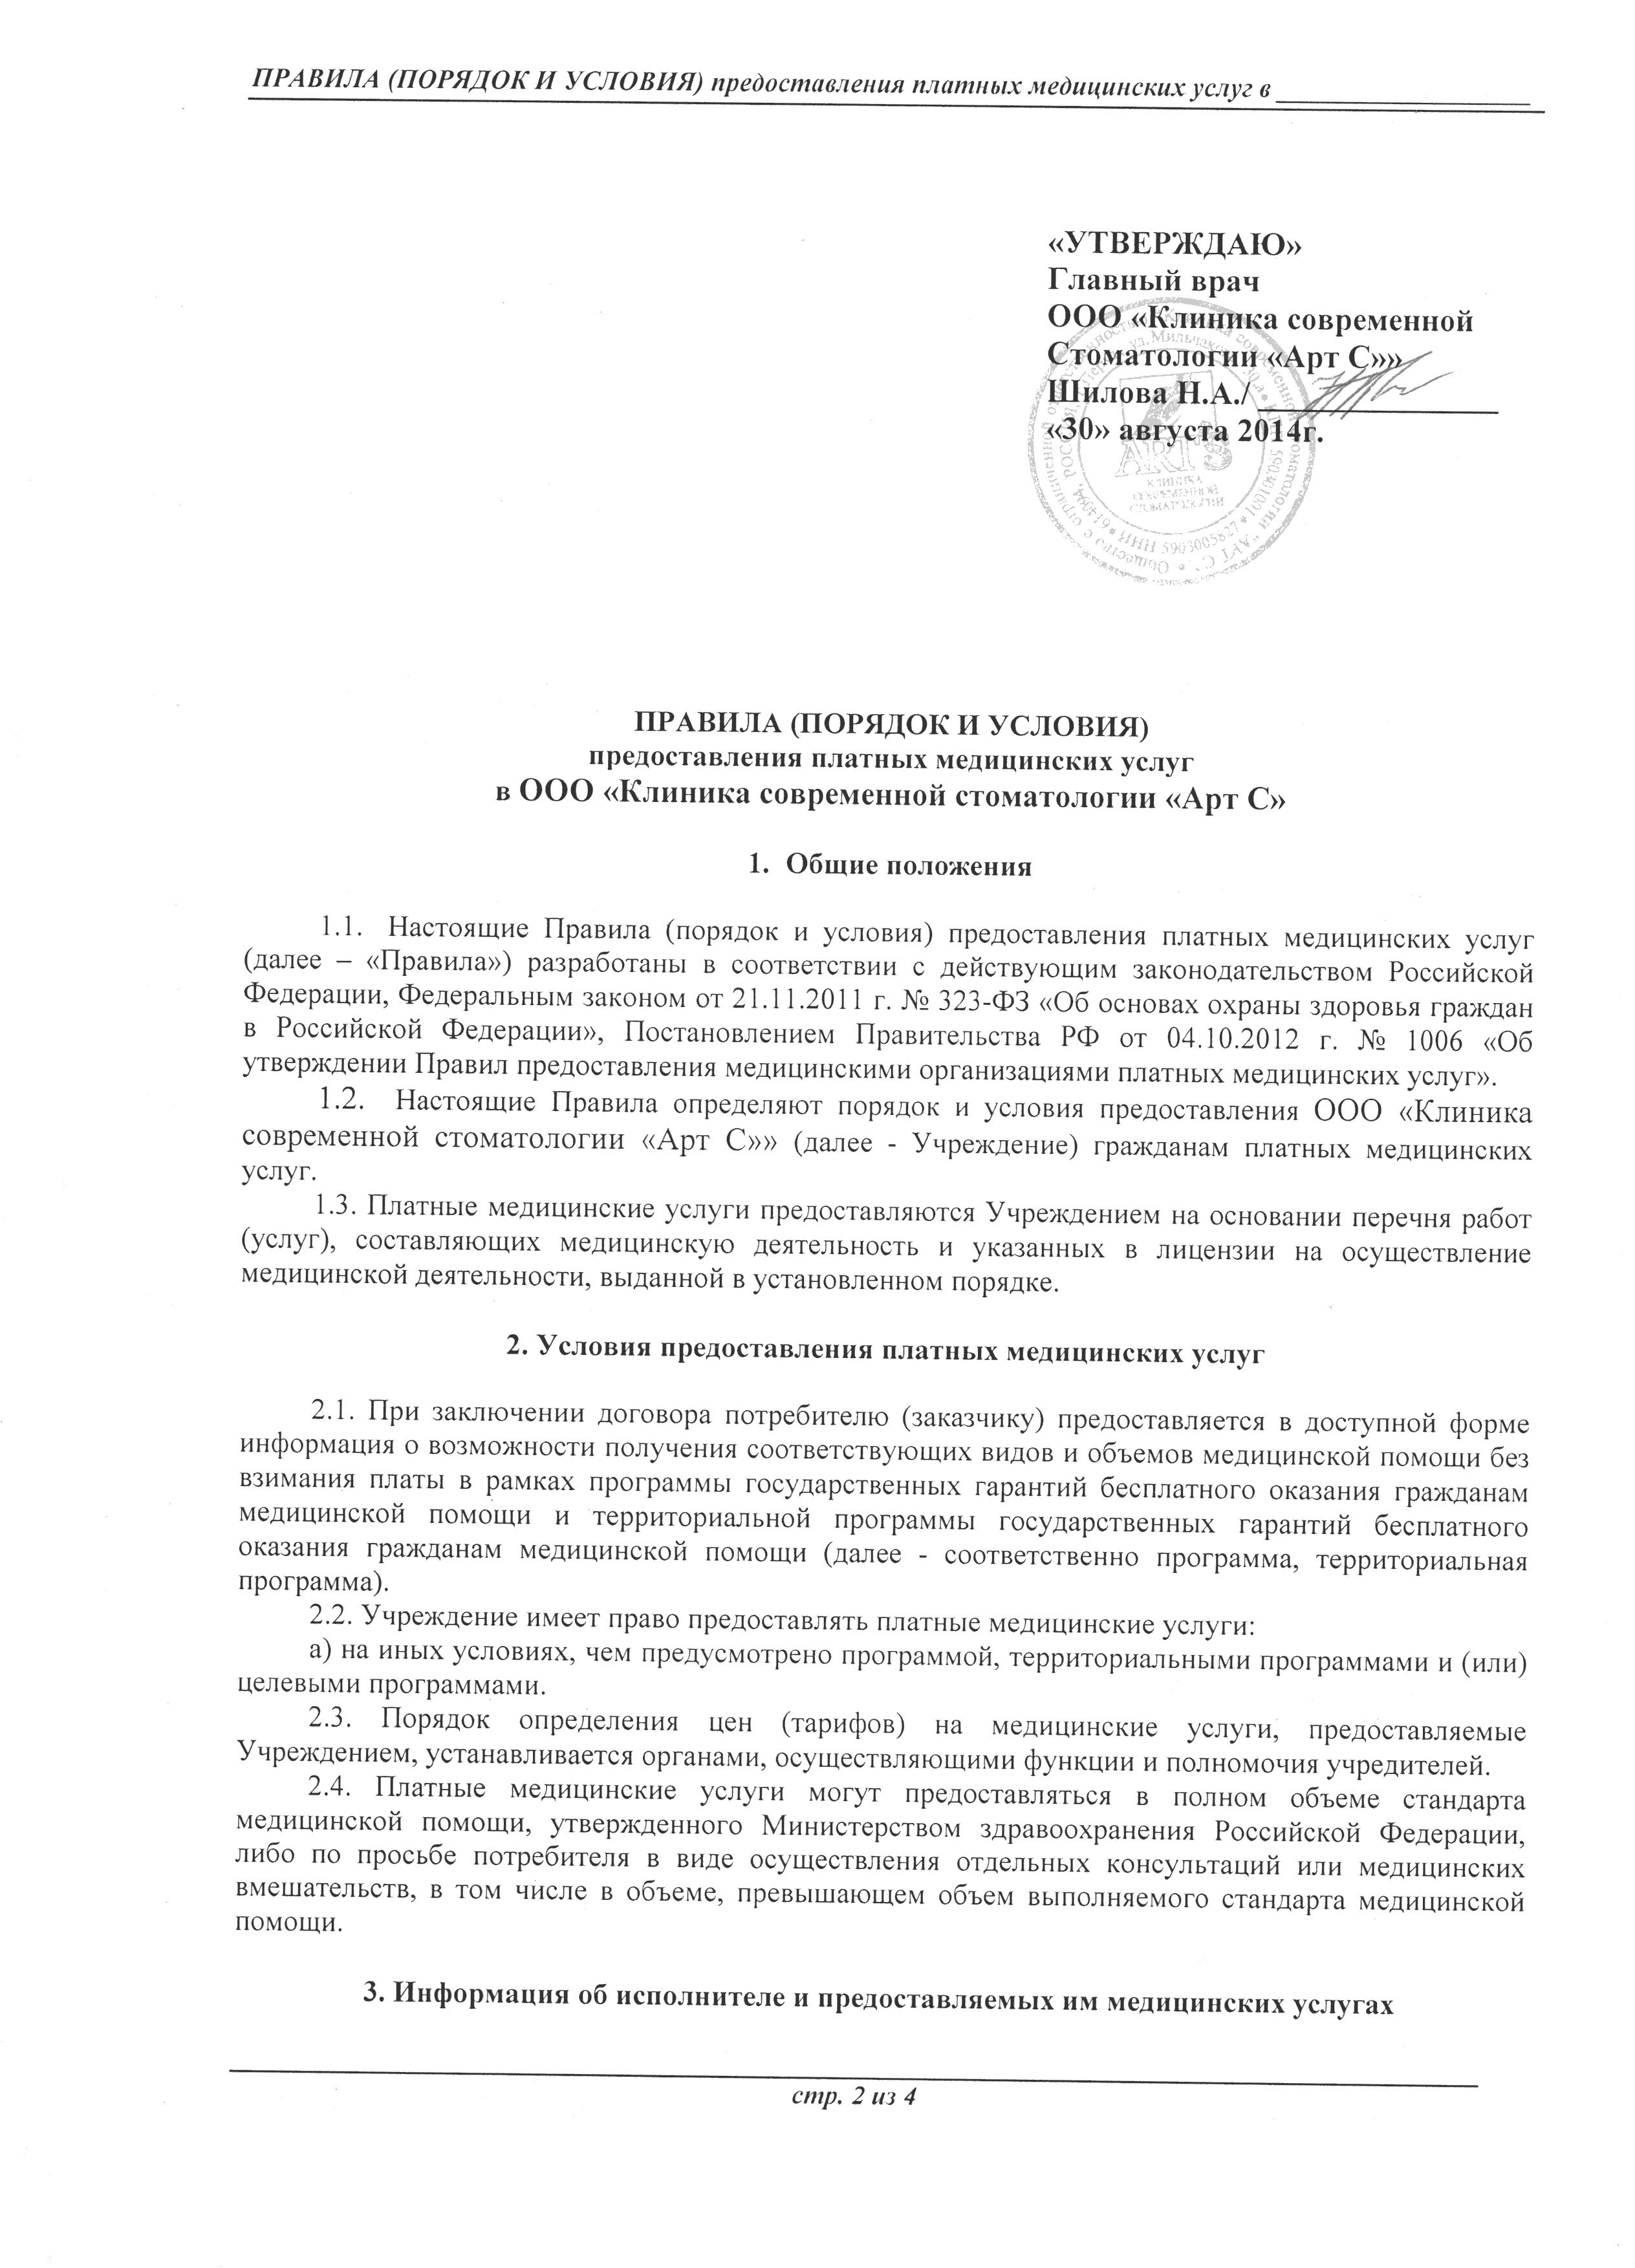 ПРАВИЛА (ПОРЯДОК И УСЛОВИЯ) предоставления платных медицинских услуг в
«УТВЕРЖДАЮ»
Главный врач
ООО «Клиника современной
Стоматологии «Арт С»»
Шилова Н.А./
«30» августа 2014г.
ART'S
КЛИНИКА
СОВРЕМЕННОЙ
СТОМАТОЛОГИИ
ИНН 5903005827
ПРАВИЛА (ПОРЯДОК И УСЛОВИЯ)
предоставления платных медицинских услуг
в ООО «Клиника современной стоматологии «Арт С»
1. Общие положения
1.1. Настоящие Правила (порядок и условия) предоставления платных медицинских услуг
(далее – «Правила») разработаны в соответствии с действующим законодательством Российской
Федерации, Федеральным законом от 21.11.2011 г. № 323-ФЗ «Об основах охраны здоровья граждан
в Российской Федерации», Постановлением Правительства РФ от 04.10.2012 г. № 1006 «Об
утверждении Правил предоставления медицинскими организациями платных медицинских услуг».
1.2. Настоящие Правила определяют порядок и условия предоставления ООО «Клиника
современной стоматологии «Арт С»» (далее - Учреждение) гражданам платных медицинских
услуг.
1.3. Платные медицинские услуги предоставляются Учреждением на основании перечня работ
(услуг), составляющих медицинскую деятельность и указанных в лицензии на осуществление
медицинской деятельности, выданной в установленном порядке.
2. Условия предоставления платных медицинских услуг
2.1. При заключении договора потребителю (заказчику) предоставляется в доступной форме
информация о возможности получения соответствующих видов и объемов медицинской помощи без
взимания платы в рамках программы государственных гарантий бесплатного оказания гражданам
медицинской помощи и территориальной программы государственных гарантий бесплатного
оказания гражданам медицинской помощи (далее - соответственно программа, территориальная
программа).
2.2. Учреждение имеет право предоставлять платные медицинские услуги:
а) на иных условиях, чем предусмотрено программой, территориальными программами и (или)
целевыми программами.
2.3. Порядок определения цен (тарифов) на медицинские услуги, предоставляемые
Учреждением, устанавливается органами, осуществляющими функции и полномочия учредителей.
2.4. Платные медицинские услуги могут предоставляться в полном объеме стандарта
медицинской помощи, утвержденного Министерством здравоохранения Российской Федерации,
либо по просьбе потребителя в виде осуществления отдельных консультаций или медицинских
вмешательств, в том числе в объеме, превышающем объем выполняемого стандарта медицинской
помощи.
3. Информация об исполнителе и предоставляемых им медицинских услугах
стр. 2 из 4